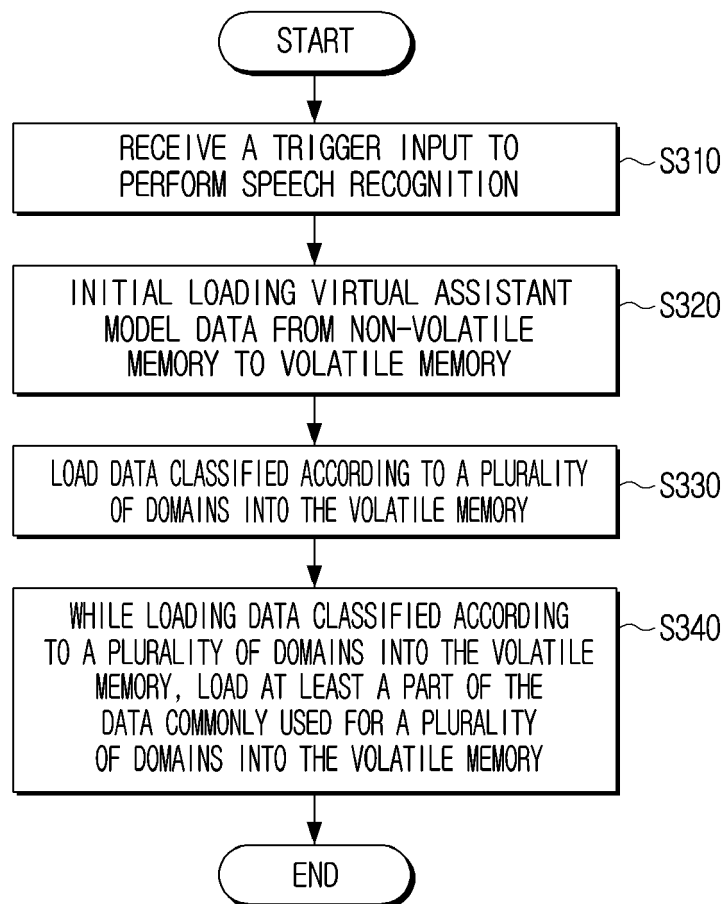 START
RECEIVE A TRIGGER INPUT TO
PERFORM SPEECH RECOGNITION
S310
INITIAL LOADING VIRTUAL ASSISTANT
MODEL DATA FROM NON-VOLATILE
MEMORY TO VOLATILE MEMORY
S320
LOAD DATA CLASSIFIED ACCORDING TO A PLURALITY
OF DOMAINS INTO THE VOLATILE MEMORY
S330
WHILE LOADING DATA CLASSIFIED ACCORDING
TO A PLURALITY OF DOMAINS INTO THE VOLATILE
MEMORY, LOAD AT LEAST A PART OF THE
DATA COMMONLY USED FOR A PLURALITY
OF DOMAINS INTO THE VOLATILE MEMORY
S340
END